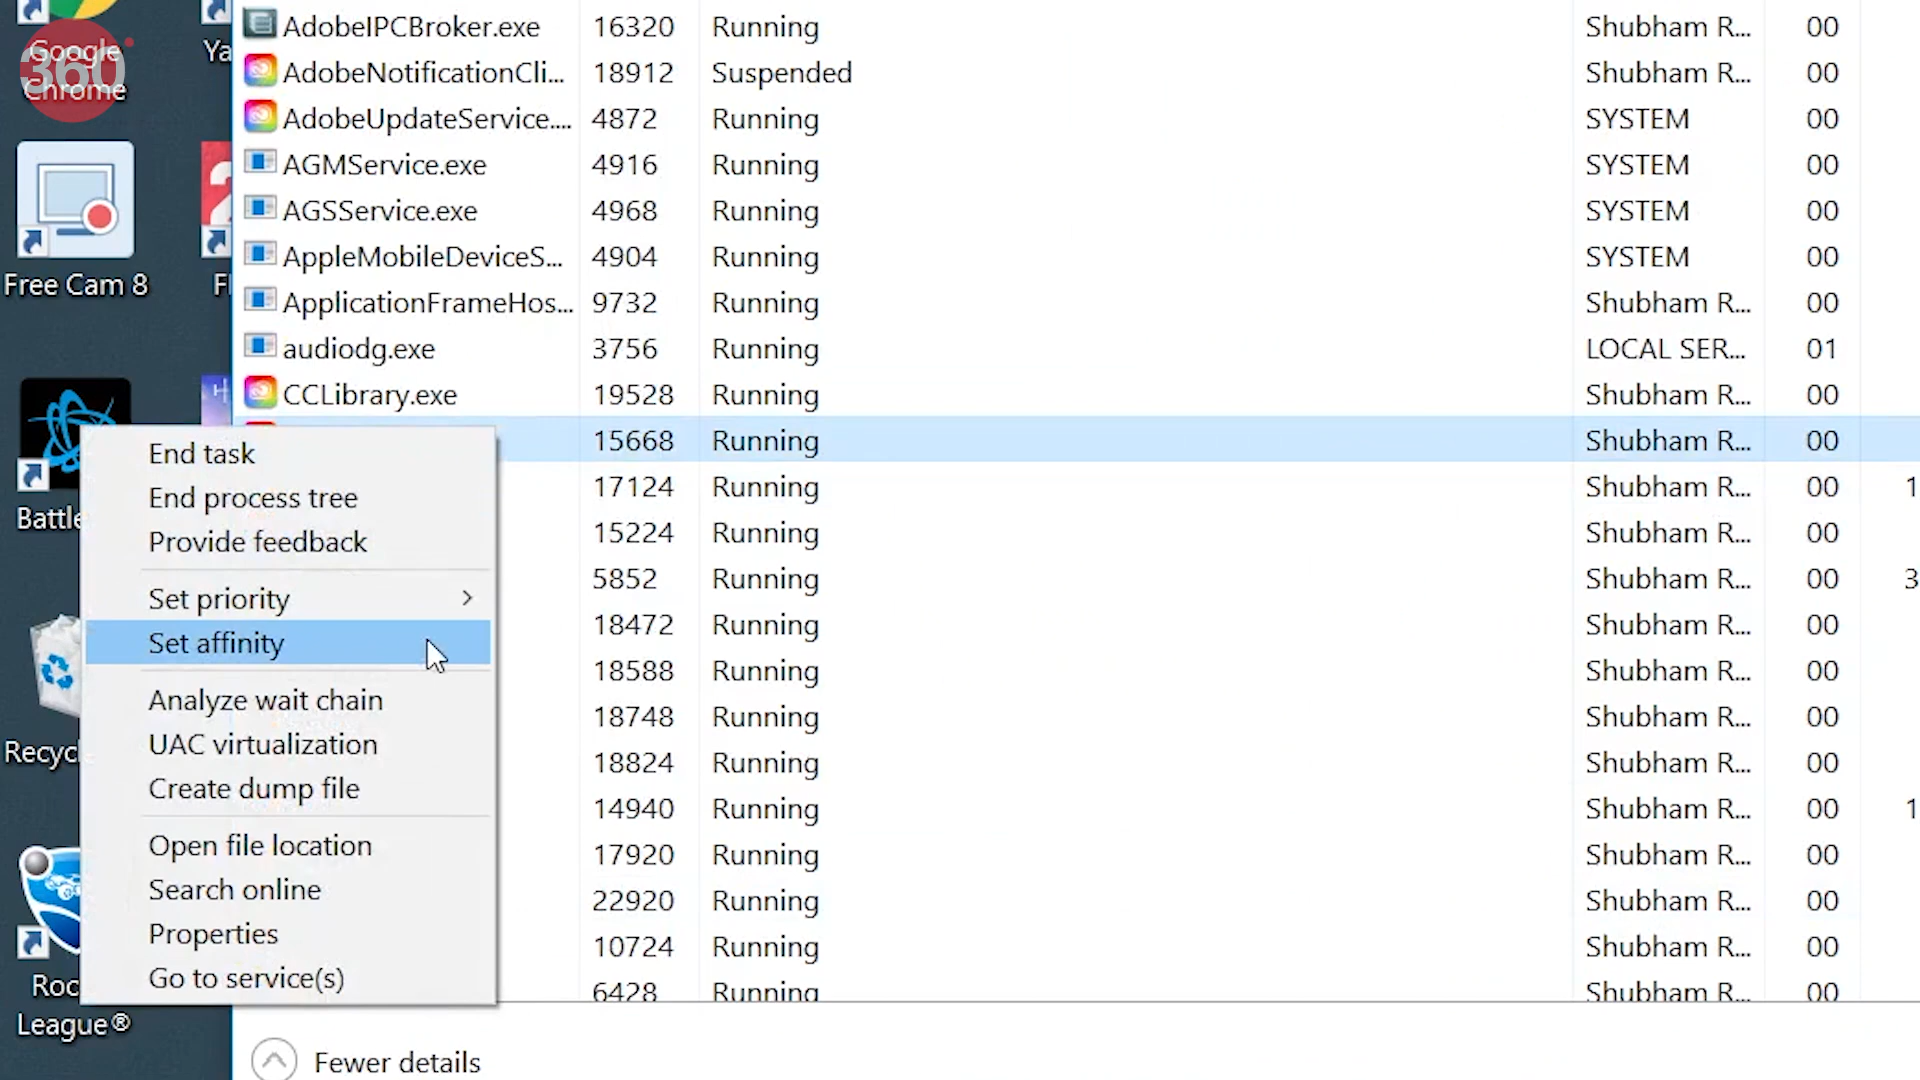 360
Google
Chrome
Ya
Free Cam 8
Fl
Battle
Recycl
Roc
League®
AdobeIPCBroker.exe 16320 Running Shubham R... 00
AdobeNotificationCli... 18912 Suspended Shubham R... 00
AdobeUpdateService.... 4872 Running SYSTEM 00
AGMService.exe 4916 Running SYSTEM 00
AGSService.exe 4968 Running SYSTEM 00
AppleMobileDeviceS... 4904 Running SYSTEM 00
ApplicationFrameHos... 9732 Running Shubham R... 00
audiodg.exe 3756 Running LOCAL SER... 01
CCLibrary.exe 19528 Running Shubham R... 00
15668 Running Shubham R... 00
17124 Running Shubham R... 00 1
15224 Running Shubham R... 00
5852 Running Shubham R... 00 3
18472 Running Shubham R... 00
18588 Running Shubham R... 00
18748 Running Shubham R... 00
18824 Running Shubham R... 00
14940 Running Shubham R... 00 1
17920 Running Shubham R... 00
22920 Running Shubham R... 00
10724 Running Shubham R... 00
6428 Running Shubham R... 00
End task
End process tree
Provide feedback
Set priority
Set affinity
Analyze wait chain
UAC virtualization
Create dump file
Open file location
Search online
Properties
Go to service(s)
Fewer details